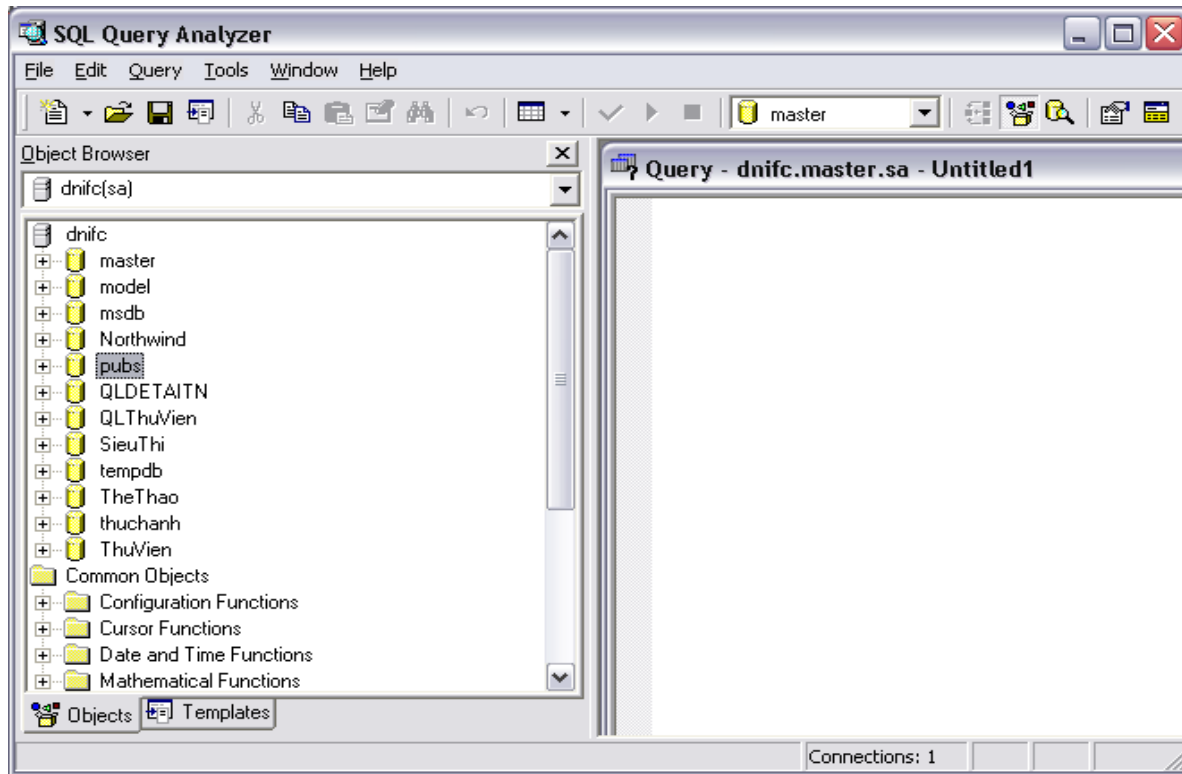 SQL Query Analyzer
File Edit Query Tools Window Help
master
Object Browser
dnifc(sa)
dnifc
master
model
msdb
Northwind
pubs
QLDETAITN
QLThuVien
SieuThi
tempdb
TheThao
thuchanh
ThuVien
Common Objects
Configuration Functions
Cursor Functions
Date and Time Functions
Mathematical Functions
Objects Templates
Query - dnifc.master.sa - Untitled1
Connections: 1